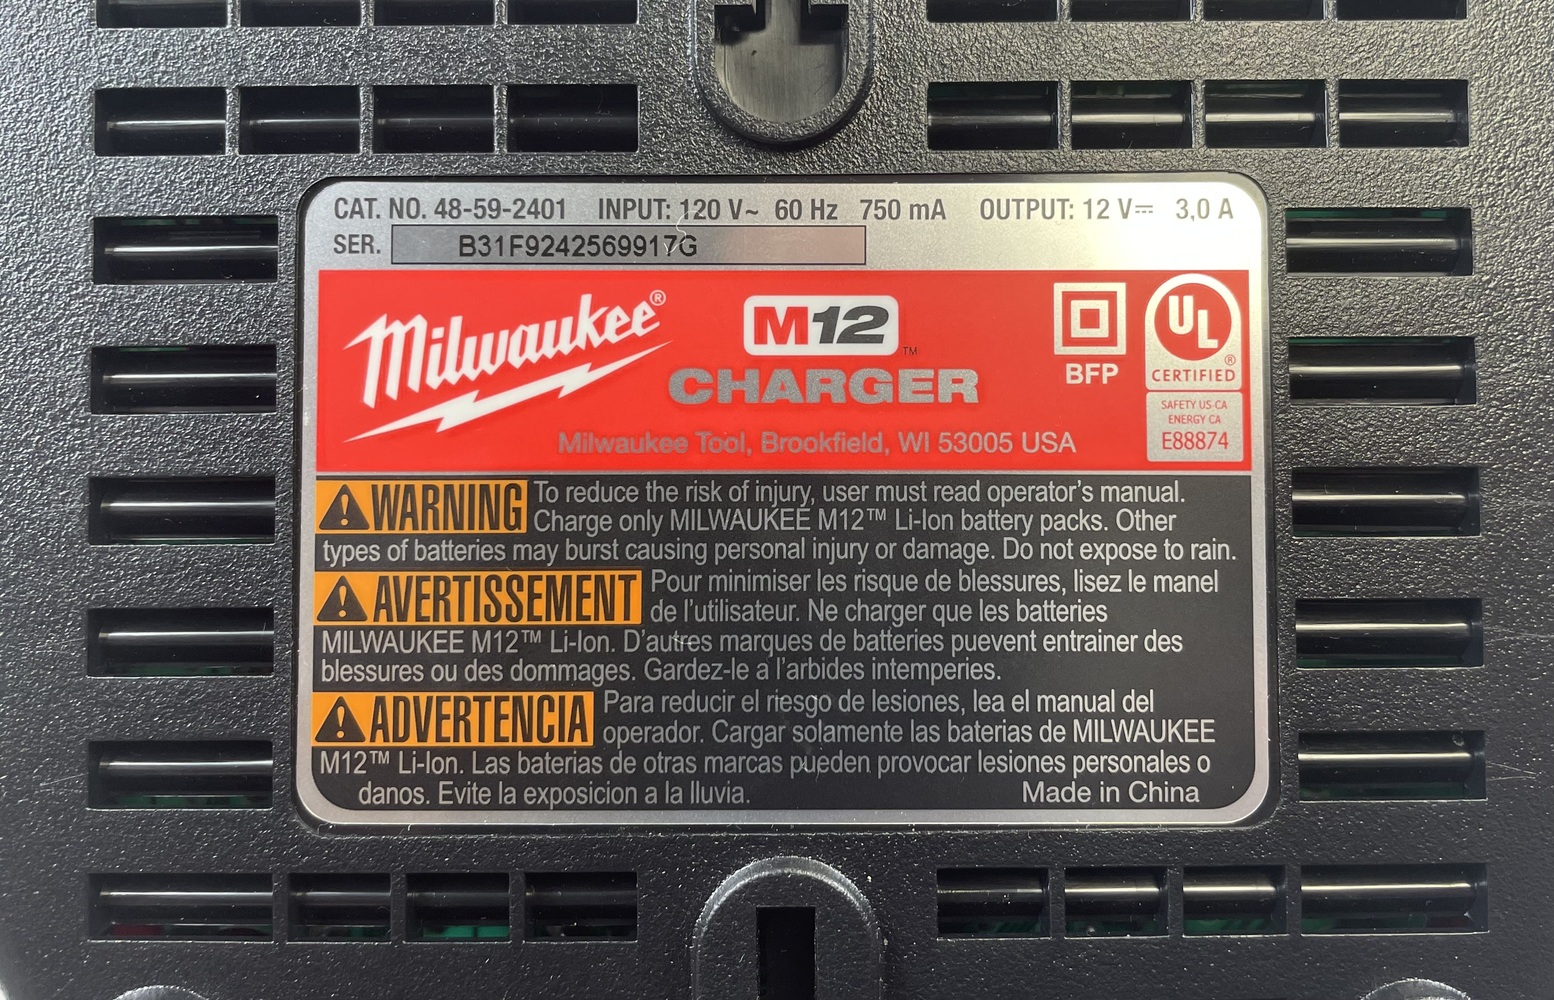 CAT. NO. 48-59-2401 INPUT: 120 V~ 60 Hz 750 mA OUTPUT: 12 V⎓ 3,0 A
SER. B31F9242569917G
Milwaukee®
M12™
CHARGER
Milwaukee Tool, Brookfield, WI 53005 USA
BFP
UL®
CERTIFIED
SAFETY US CA
ENERGY CA
E88874
WARNING To reduce the risk of injury, user must read operator's manual.
Charge only MILWAUKEE M12™ Li-Ion battery packs. Other
types of batteries may burst causing personal injury or damage. Do not expose to rain.
AVERTISSEMENT Pour minimiser les risque de blessures, lisez le manel
de l'utilisateur. Ne charger que les batteries
MILWAUKEE M12™ Li-Ion. D'autres marques de batteries puevent entrainer des
blessures ou des dommages. Gardez-le a l'arbides intemperies.
ADVERTENCIA Para reducir el riesgo de lesiones, lea el manual del
operador. Cargar solamente las baterias de MILWAUKEE
M12™ Li-Ion. Las baterias de otras marcas pueden provocar lesiones personales o
danos. Evite la exposicion a la lluvia. Made in China